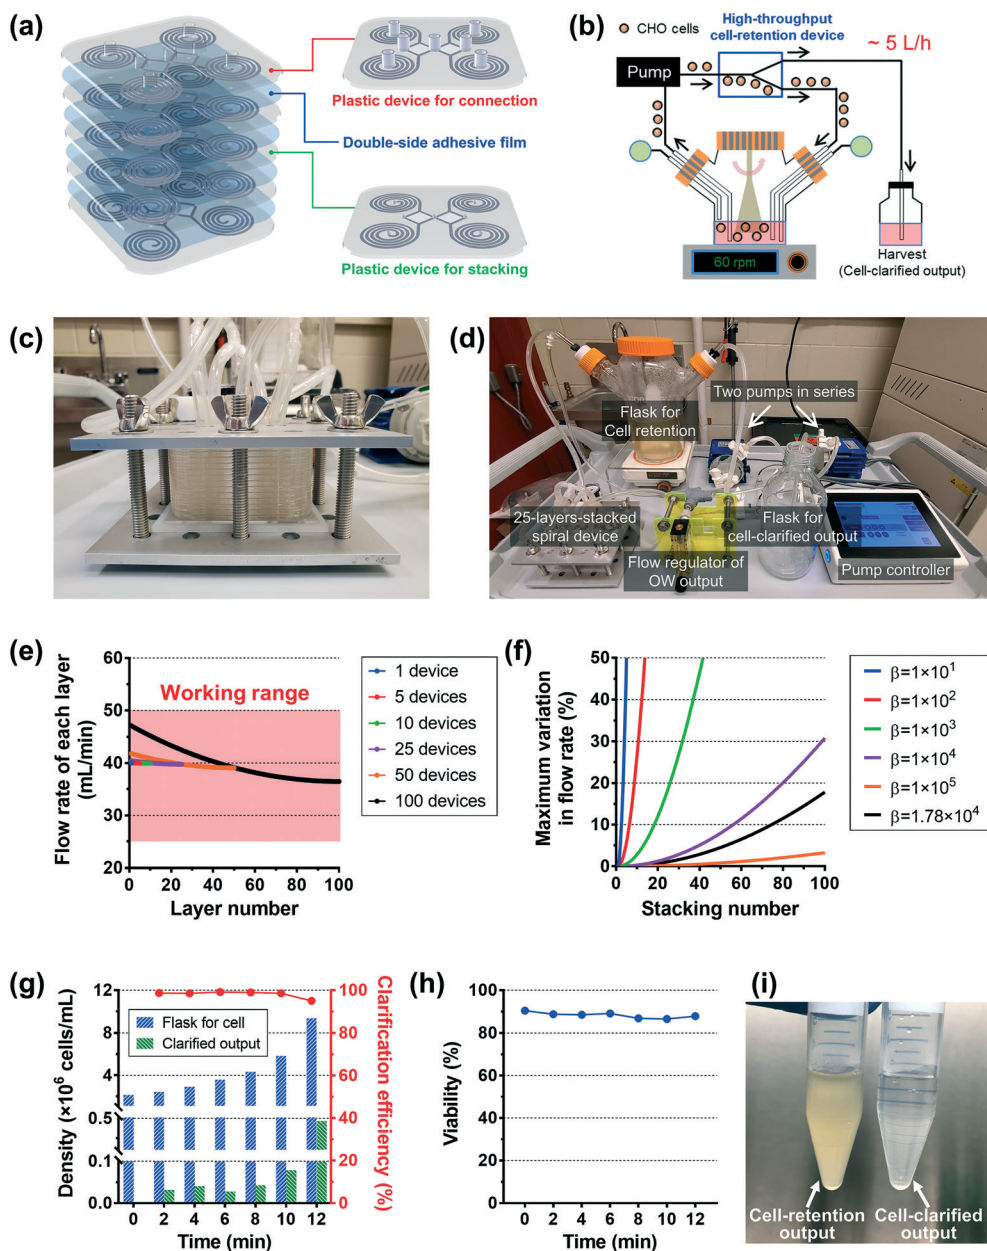 (a)
Plastic device for connection
Double-side adhesive film
Plastic device for stacking
(b)
CHO cells
High-throughput
cell-retention device
~ 5 L/h
Pump
60 rpm
Harvest
(Cell-clarified output)
(c)
(d)
Flask for
Cell retention
Two pumps in series
25-layers-stacked
spiral device
Flask for
cell-clarified output
Flow regulator of
OW output
Pump controller
(e)
Flow rate of each layer
(mL/min)
60
50
40
30
20
Working range
0 20 40 60 80 100
Layer number
1 device
5 devices
10 devices
25 devices
50 devices
100 devices
(f)
Maximum variation
in flow rate (%)
50
40
30
20
10
0
0 20 40 60 80 100
Stacking number
β=1×10¹
β=1×10²
β=1×10³
β=1×10⁴
β=1×10⁵
β=1.78×10⁴
(g)
Density (×10⁶ cells/mL)
12
8
4
0.5
0.1
0.0
Flask for cell
Clarified output
0 2 4 6 8 10 12
Time (min)
100
80
60
40
20
0
Clarification efficiency
(%)
(h)
Viability (%)
100
80
60
40
20
0
0 2 4 6 8 10 12
Time (min)
(i)
Cell-retention
output
Cell-clarified
output